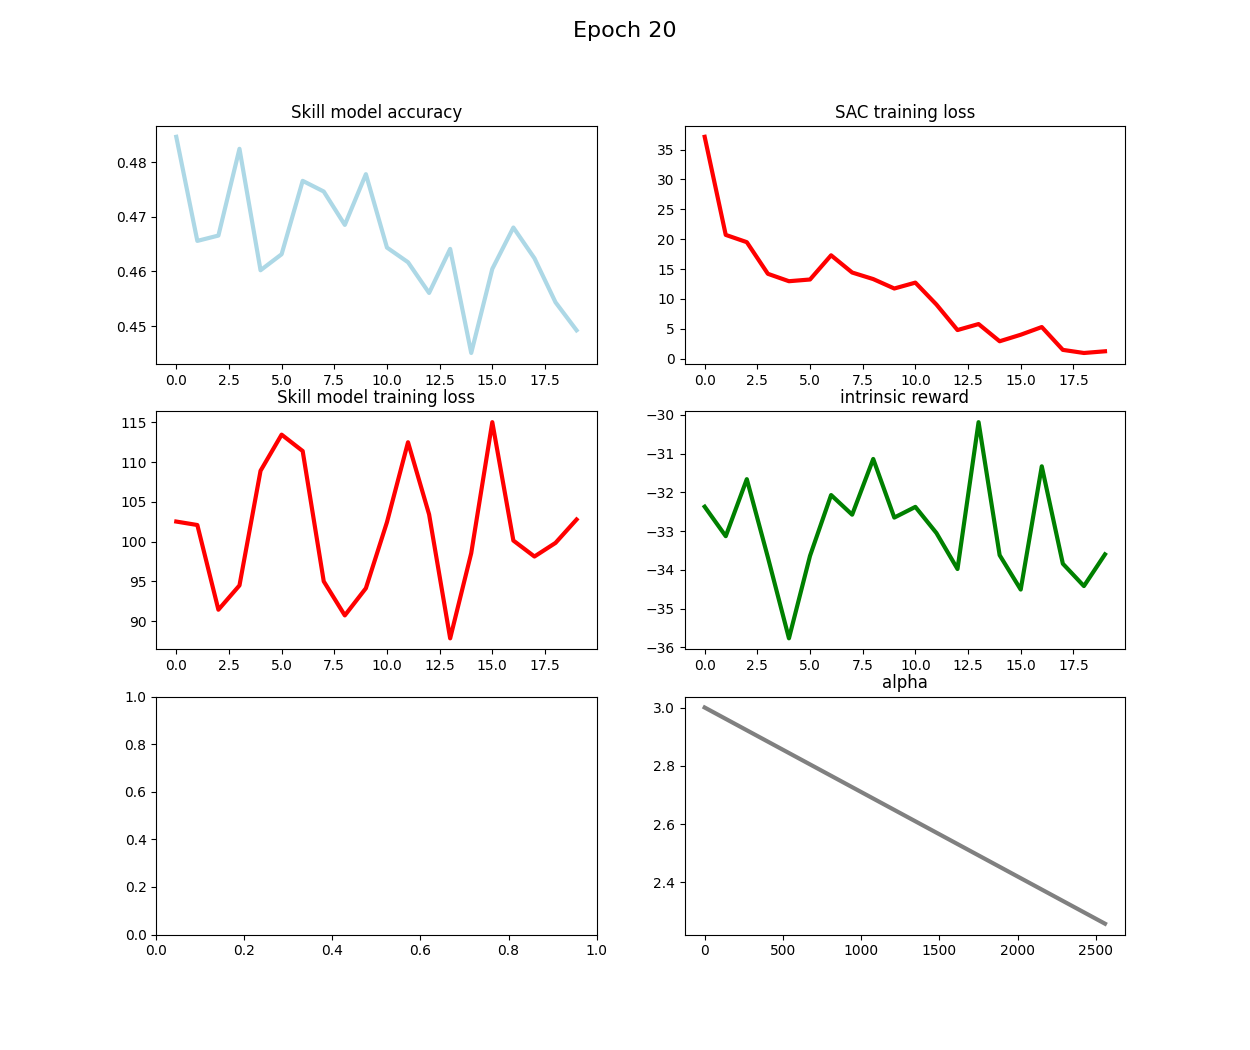 Epoch 20
Skill model accuracy
0.48
0.47
0.46
0.45
0.0 2.5 5.0 7.5 10.0 12.5 15.0 17.5
SAC training loss
35
30
25
20
15
10
5
0
0.0 2.5 5.0 7.5 10.0 12.5 15.0 17.5
Skill model training loss
115
110
105
100
95
90
0.0 2.5 5.0 7.5 10.0 12.5 15.0 17.5
intrinsic reward
−30
−31
−32
−33
−34
−35
−36
0.0 2.5 5.0 7.5 10.0 12.5 15.0 17.5
1.0
0.8
0.6
0.4
0.2
0.0
0.0 0.2 0.4 0.6 0.8 1.0
alpha
3.0
2.8
2.6
2.4
0 500 1000 1500 2000 2500